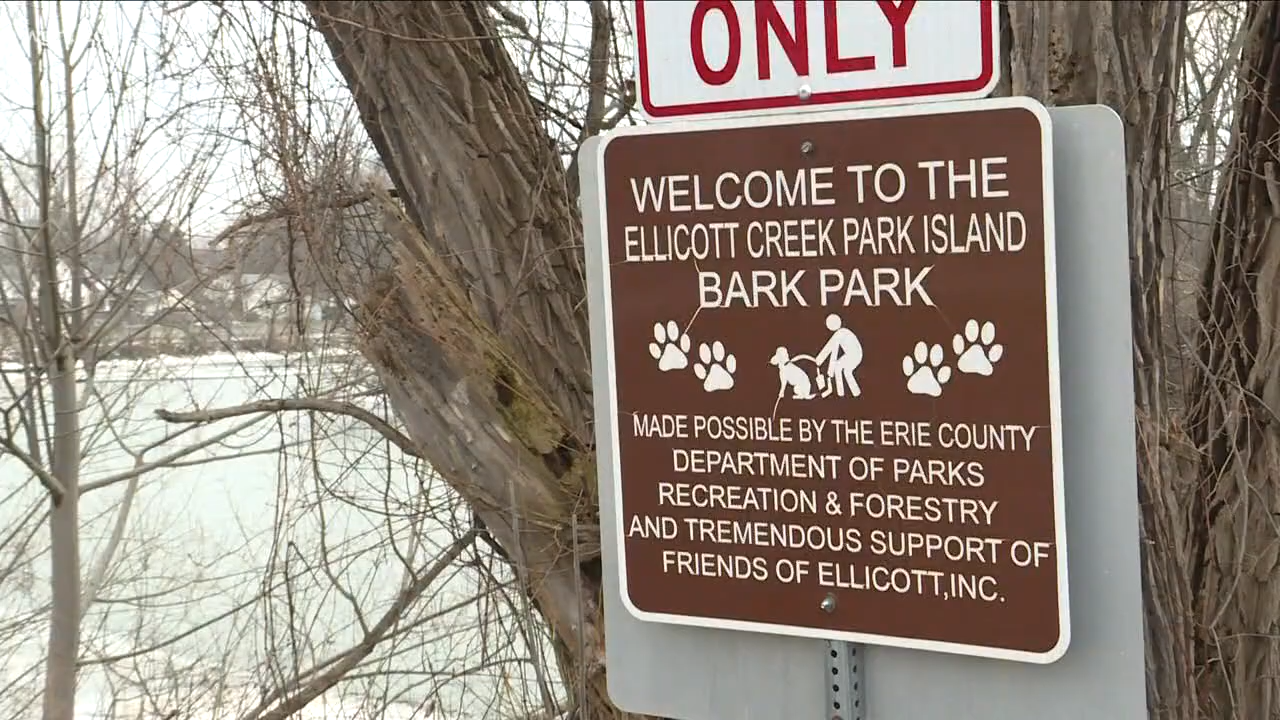 ONLY
WELCOME TO THE
ELLICOTT CREEK PARK ISLAND
BARK PARK
MADE POSSIBLE BY THE ERIE COUNTY
DEPARTMENT OF PARKS
RECREATION & FORESTRY
AND TREMENDOUS SUPPORT OF
FRIENDS OF ELLICOTT,INC.